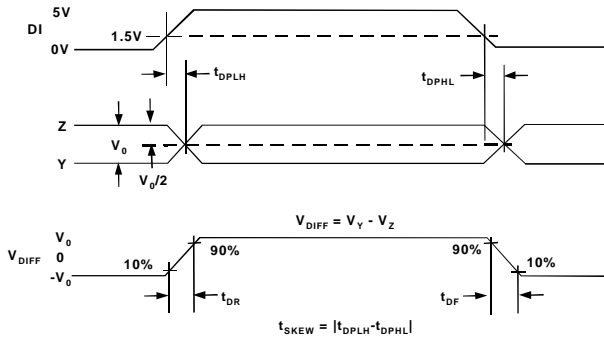 5V
DI
1.5V
0V
tDPLH
tDPHL
Z
V0
Y
V0/2
VDIFF = VY - VZ
V0
VDIFF 0
-V0
10%
90%
90%
10%
tDR
tDF
tSKEW = |tDPLH-tDPHL|